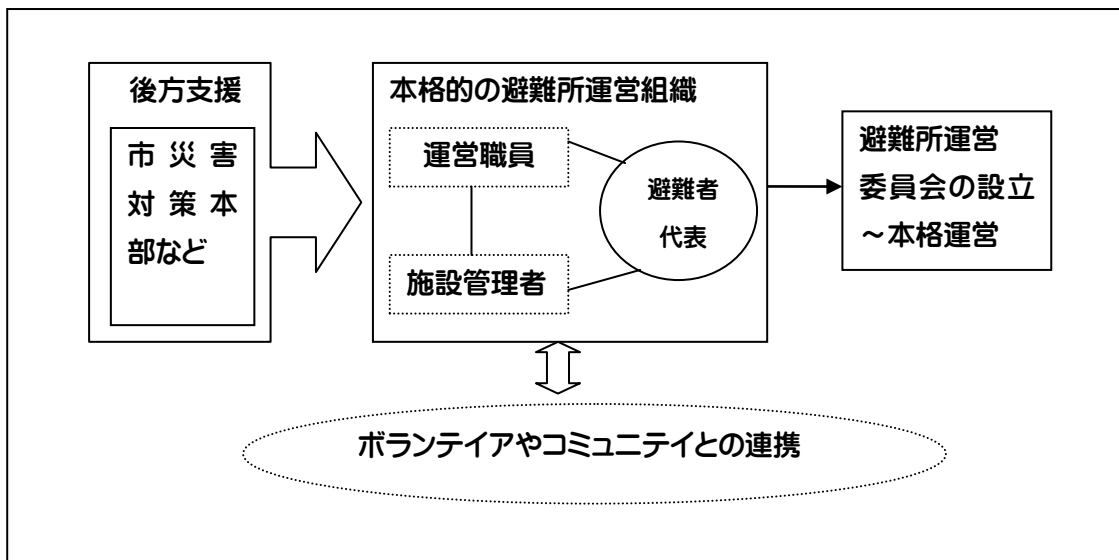 後方支援
市災害
対策本
部など
本格的の避難所運営組織
運営職員
施設管理者
避難者
代表
避難所運営
委員会の設立
～本格運営
ボランテイアやコミュニテイとの連携